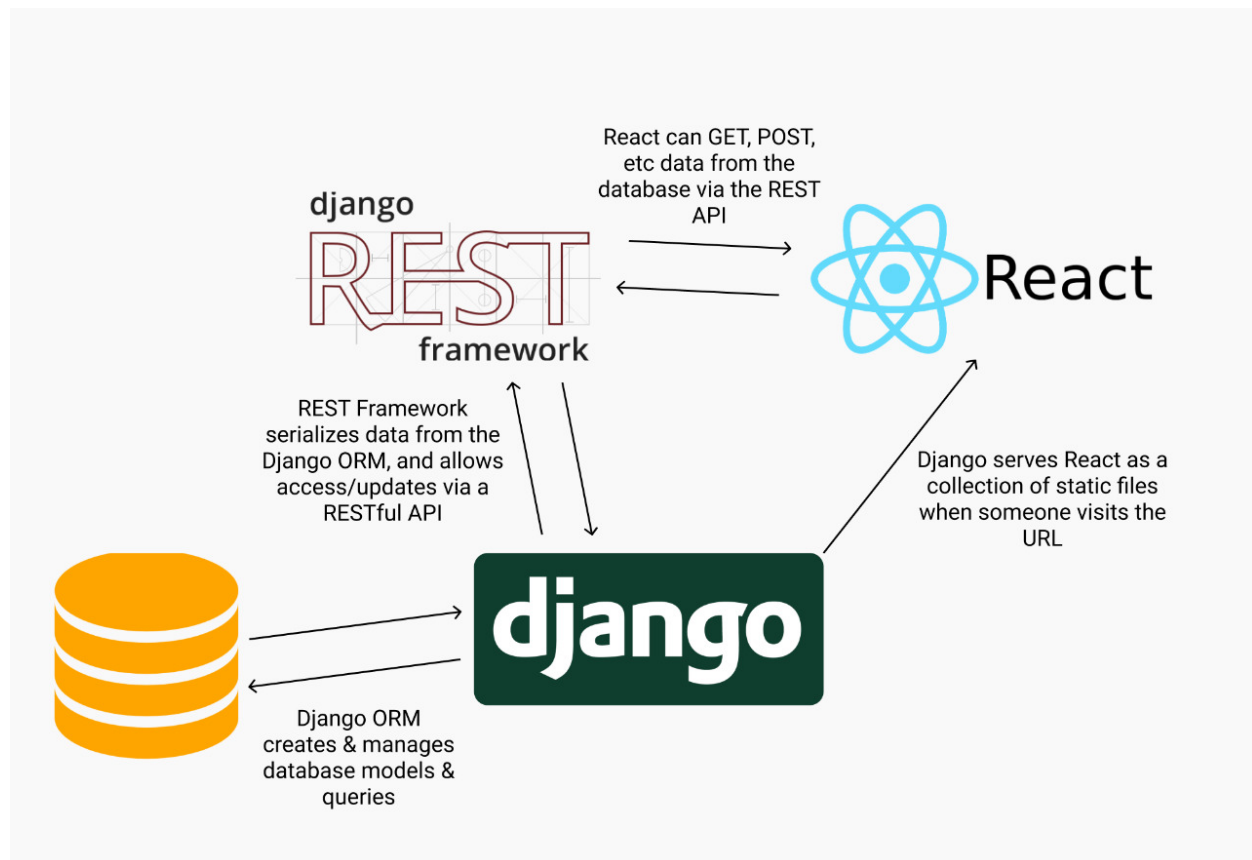 React can GET, POST,
etc data from the
database via the REST
API
django
REST
framework
React
REST Framework
serializes data from the
Django ORM, and allows
access/updates via a
RESTful API
Django serves React as a
collection of static files
when someone visits the
URL
django
Django ORM
creates & manages
database models &
queries